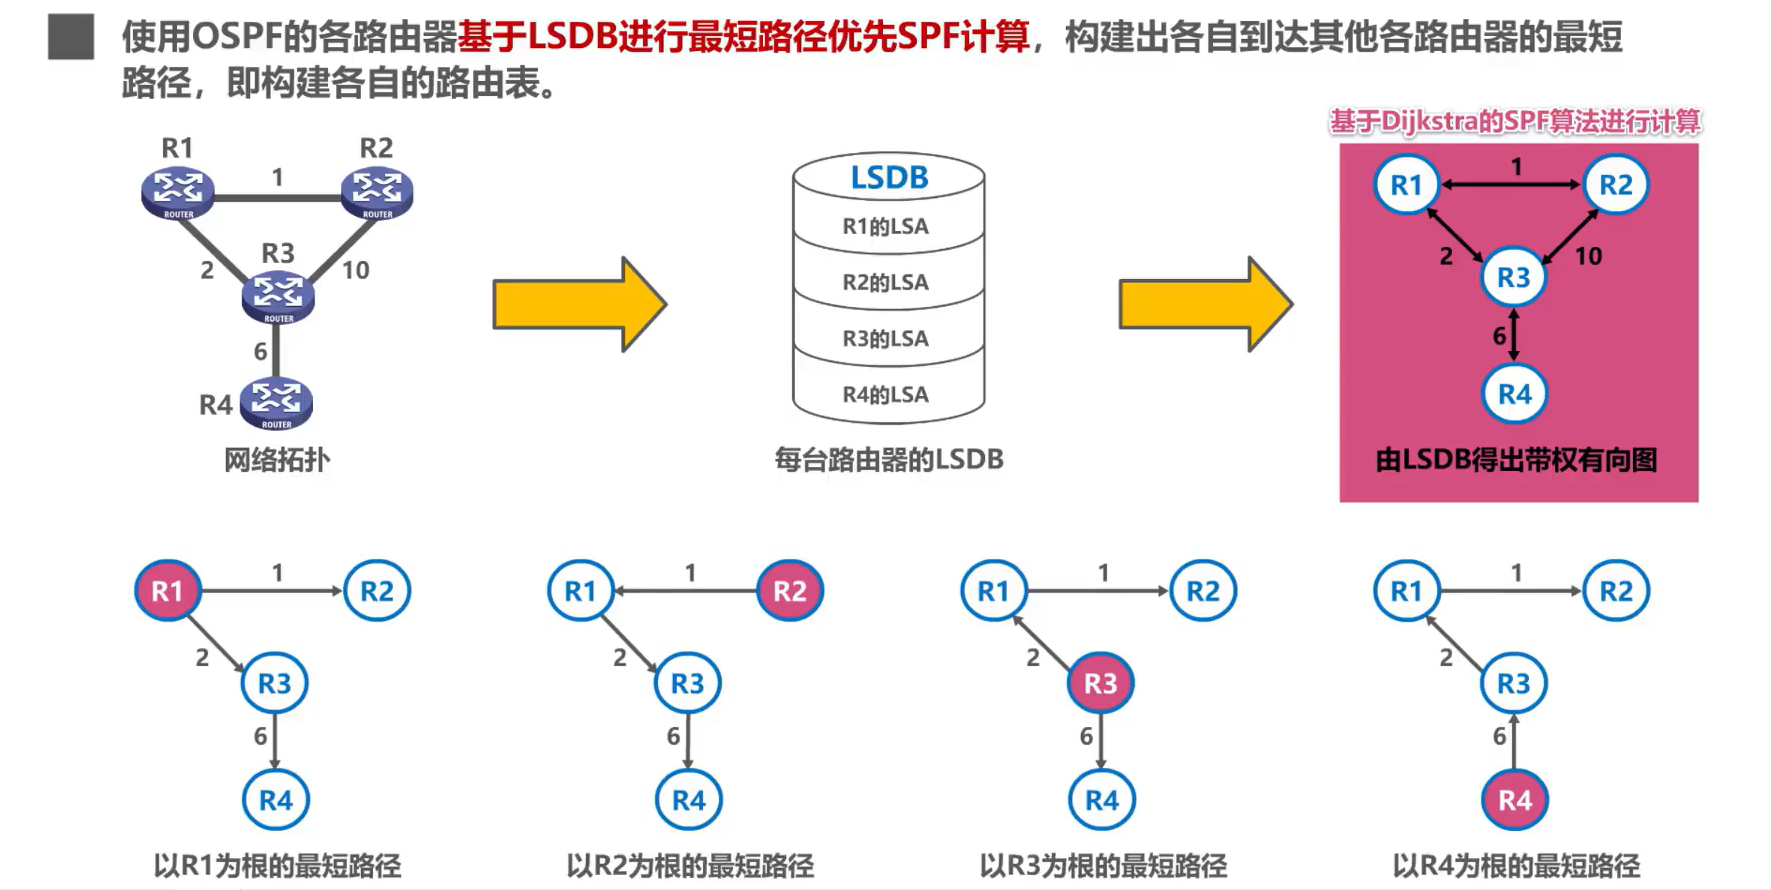 使用OSPF的各路由器基于LSDB进行最短路径优先SPF计算，构建出各自到达其他各路由器的最短
路径，即构建各自的路由表。
基于Dijkstra的SPF算法进行计算
R1
R2
1
ROUTER
ROUTER
R3
2
10
ROUTER
6
R4
ROUTER
网络拓扑
LSDB
R1的LSA
R2的LSA
R3的LSA
R4的LSA
每台路由器的LSDB
R1
1
R2
2
10
R3
6
R4
由LSDB得出带权有向图
R1
1
R2
2
R3
6
R4
以R1为根的最短路径
R1
1
R2
2
R3
6
R4
以R2为根的最短路径
R1
1
R2
2
R3
6
R4
以R3为根的最短路径
R1
1
R2
2
R3
6
R4
以R4为根的最短路径